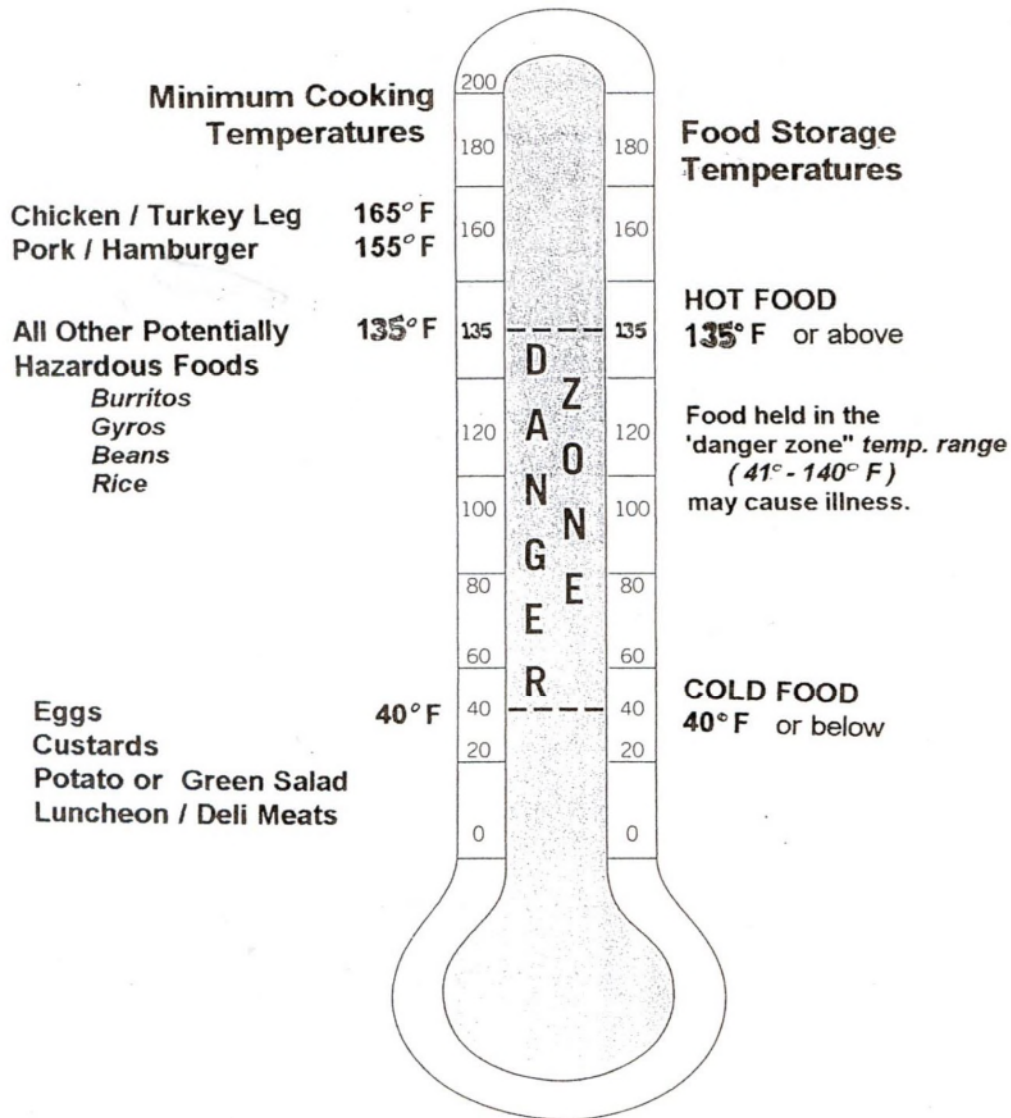 Minimum Cooking
Temperatures
Chicken / Turkey Leg 165° F
Pork / Hamburger 155° F
All Other Potentially 135° F
Hazardous Foods
Burritos
Gyros
Beans
Rice
Eggs 40° F
Custards
Potato or Green Salad
Luncheon / Deli Meats
200
180
160
135
120
100
80
60
40
20
0
DANGER
ZONE
180
160
135
120
100
80
60
40
20
0
Food Storage
Temperatures
HOT FOOD
135° F or above
Food held in the
'danger zone" temp. range
( 41° - 140° F )
may cause illness.
COLD FOOD
40° F or below